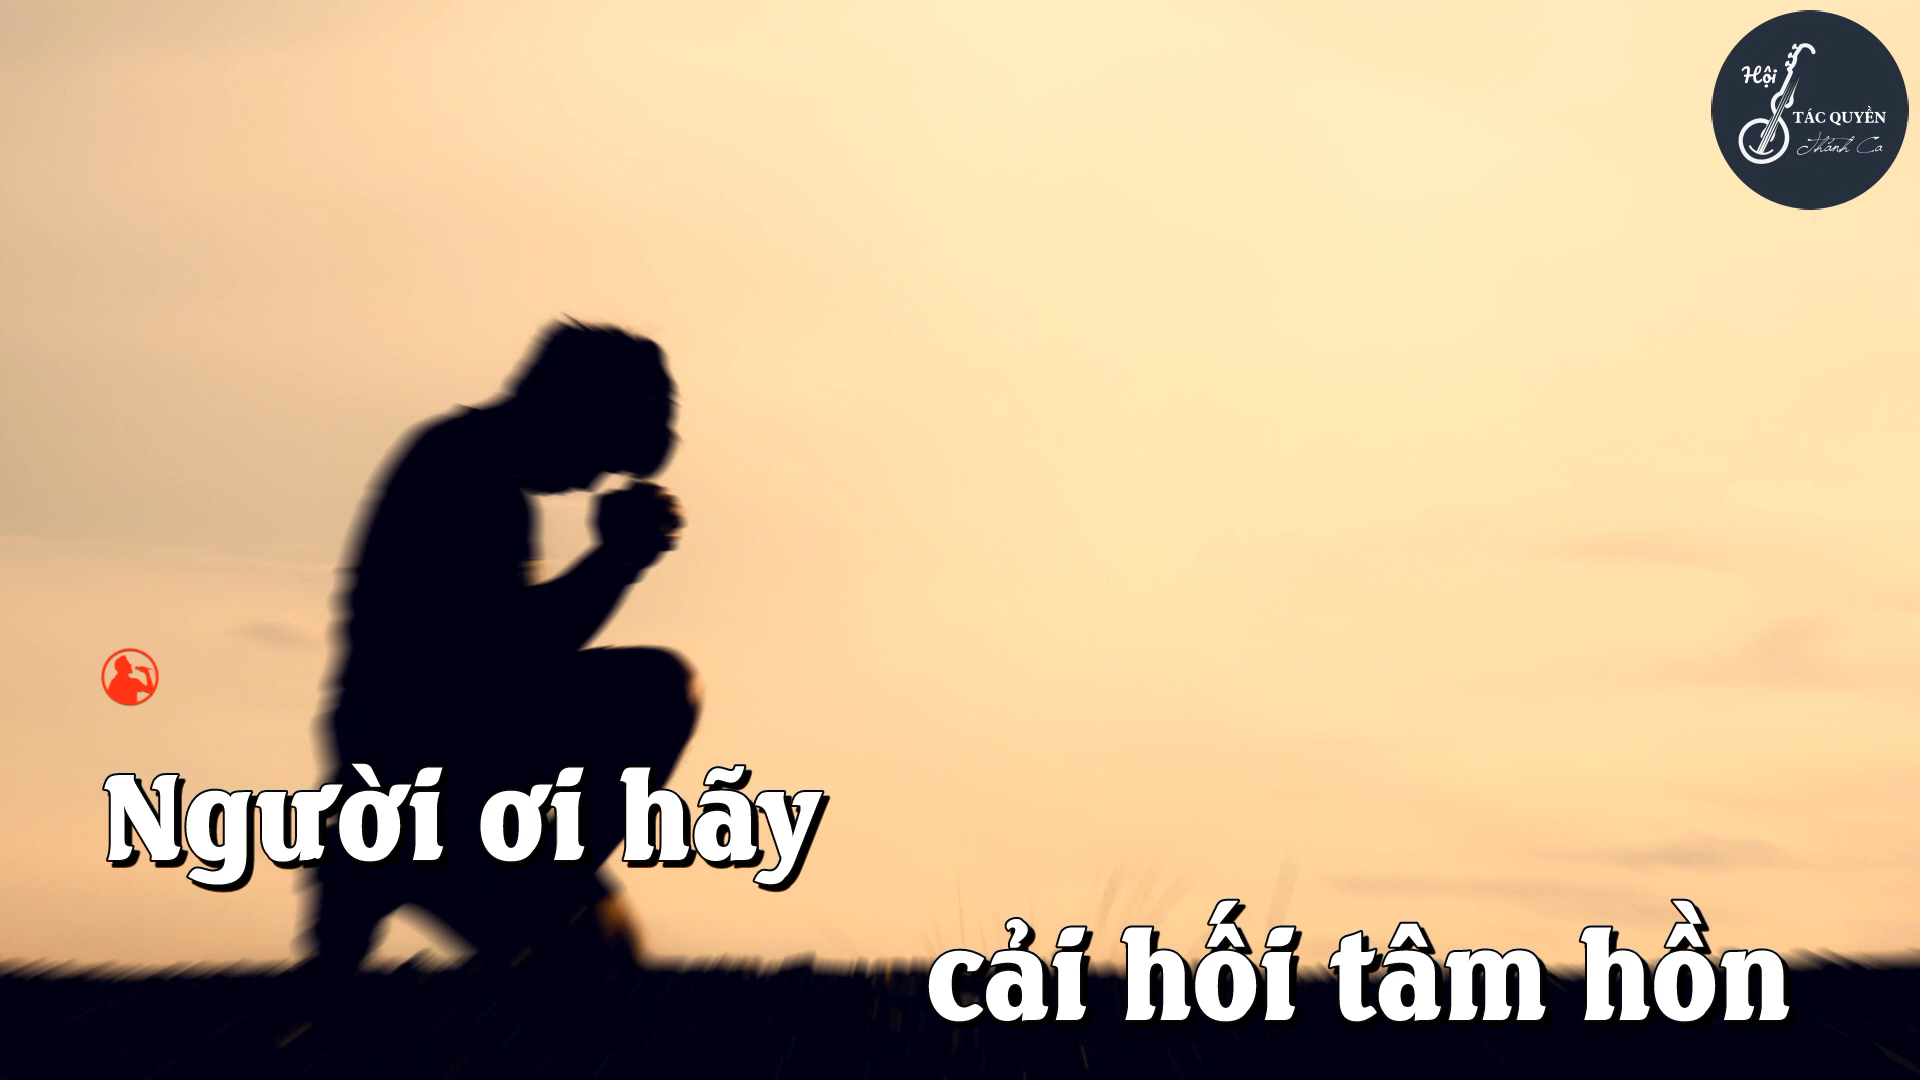 Hội
TÁC QUYỀN
Thánh Ca
Người ơi hãy
cải hối tâm hồn